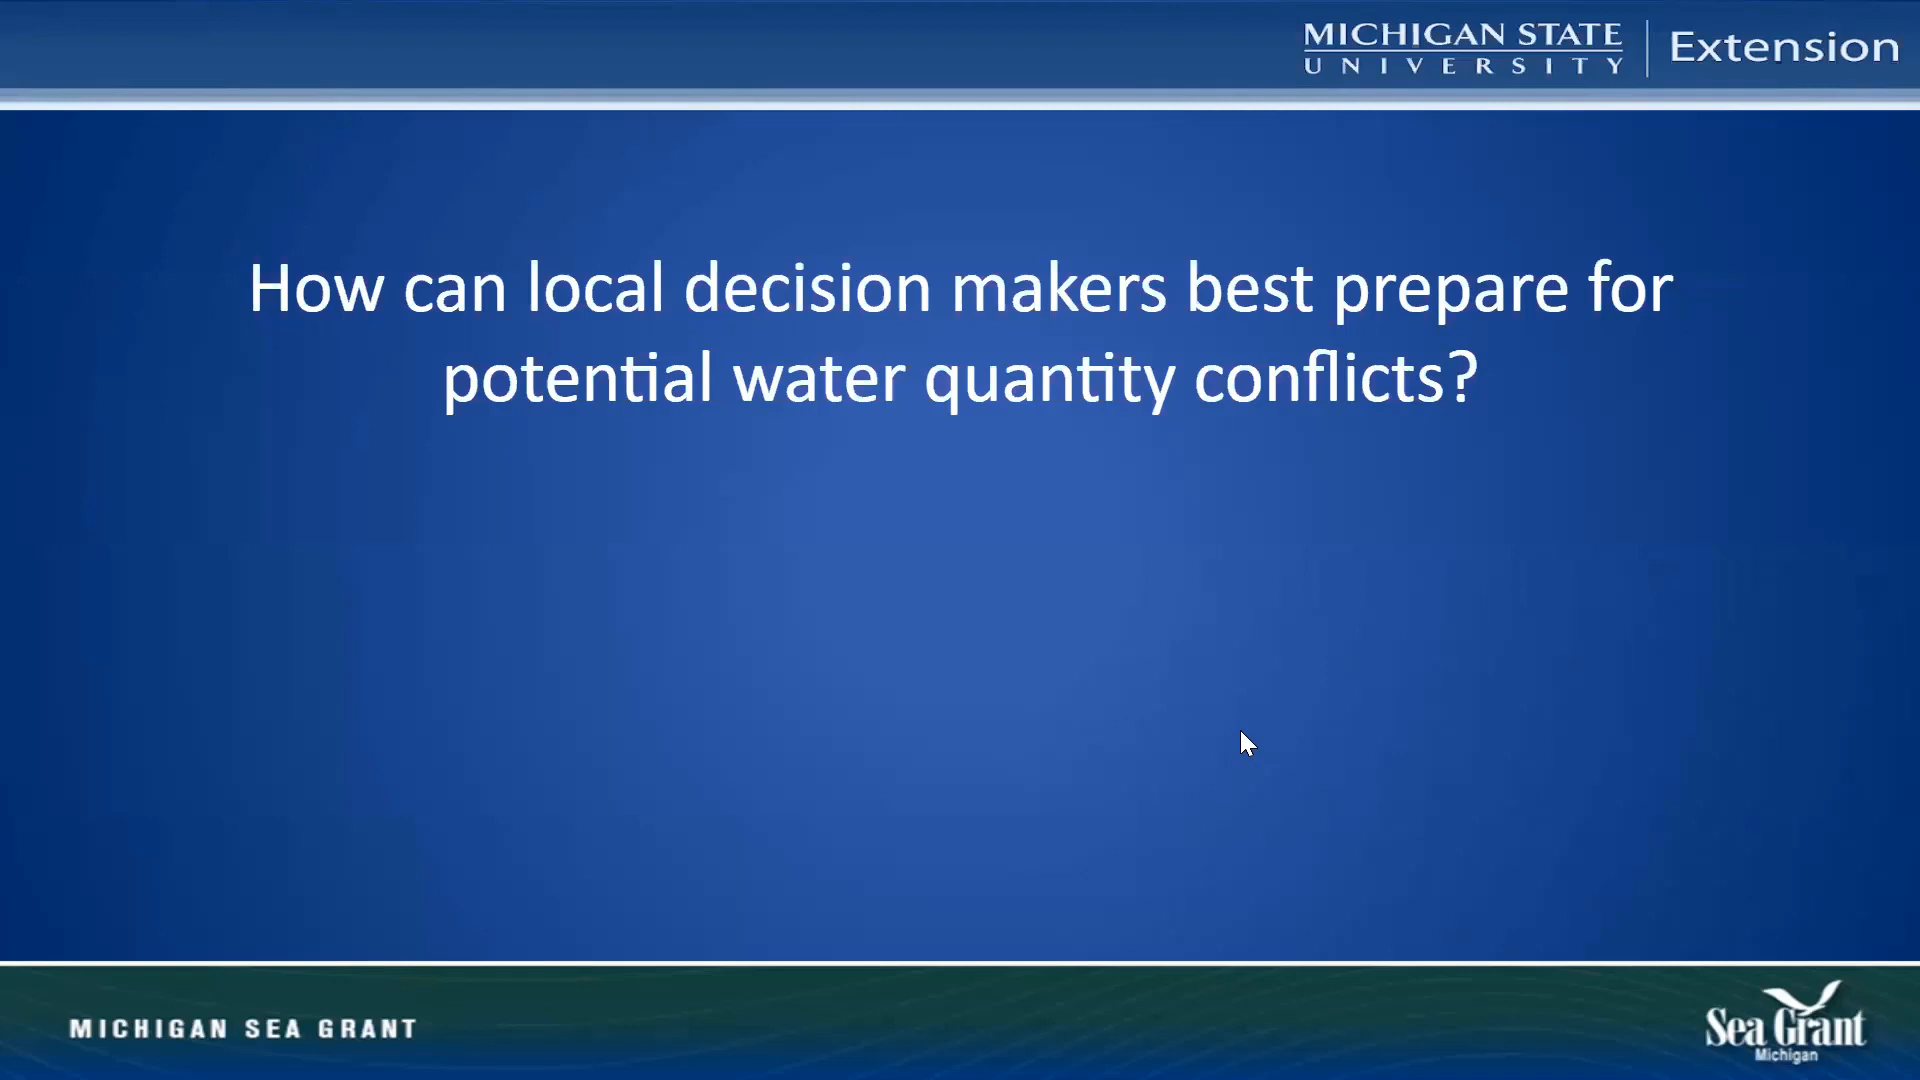 MICHIGAN STATE
UNIVERSITY
Extension
How can local decision makers best prepare for
potential water quantity conflicts?
MICHIGAN SEA GRANT
Sea Grant
Michigan